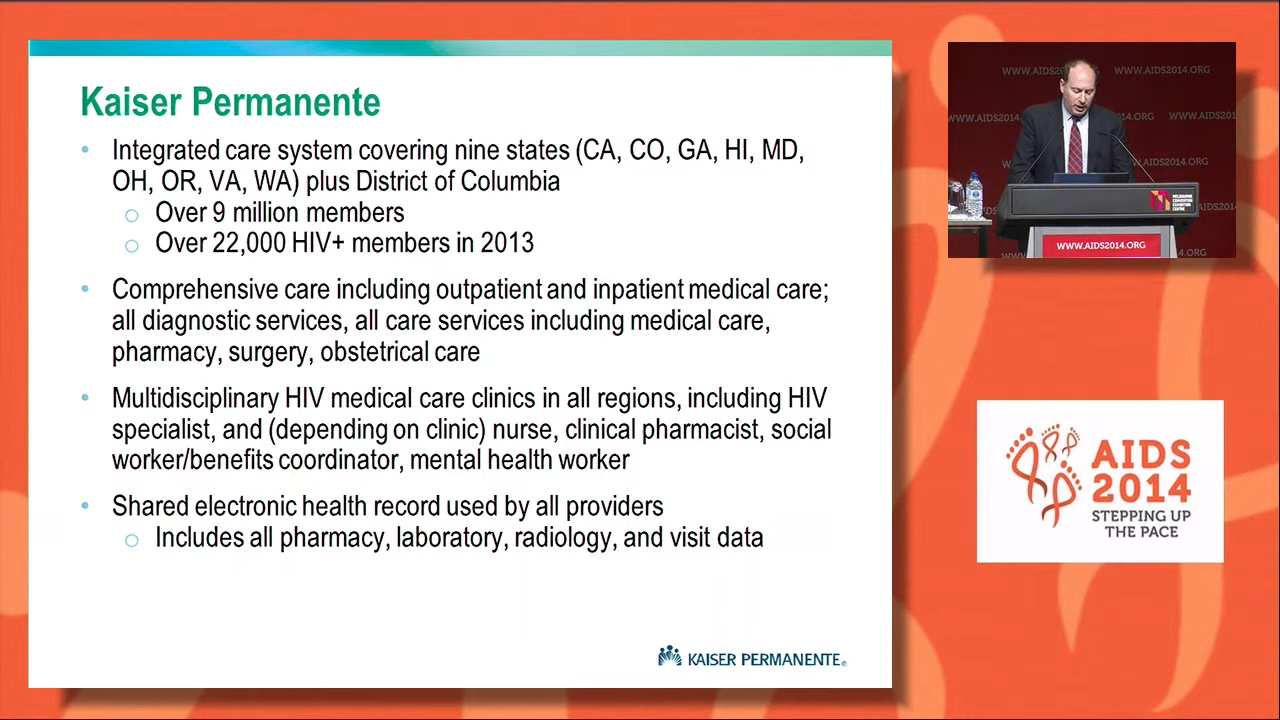 Kaiser Permanente
• Integrated care system covering nine states (CA, CO, GA, HI, MD,
OH, OR, VA, WA) plus District of Columbia
○ Over 9 million members
○ Over 22,000 HIV+ members in 2013
• Comprehensive care including outpatient and inpatient medical care;
all diagnostic services, all care services including medical care,
pharmacy, surgery, obstetrical care
• Multidisciplinary HIV medical care clinics in all regions, including HIV
specialist, and (depending on clinic) nurse, clinical pharmacist, social
worker/benefits coordinator, mental health worker
• Shared electronic health record used by all providers
○ Includes all pharmacy, laboratory, radiology, and visit data
KAISER PERMANENTE®
WWW.AIDS2014.ORG
MELBOURNE
CONVENTION
EXHIBITION
CENTRE
WWW.AIDS2014.ORG
AIDS
2014
STEPPING UP
THE PACE